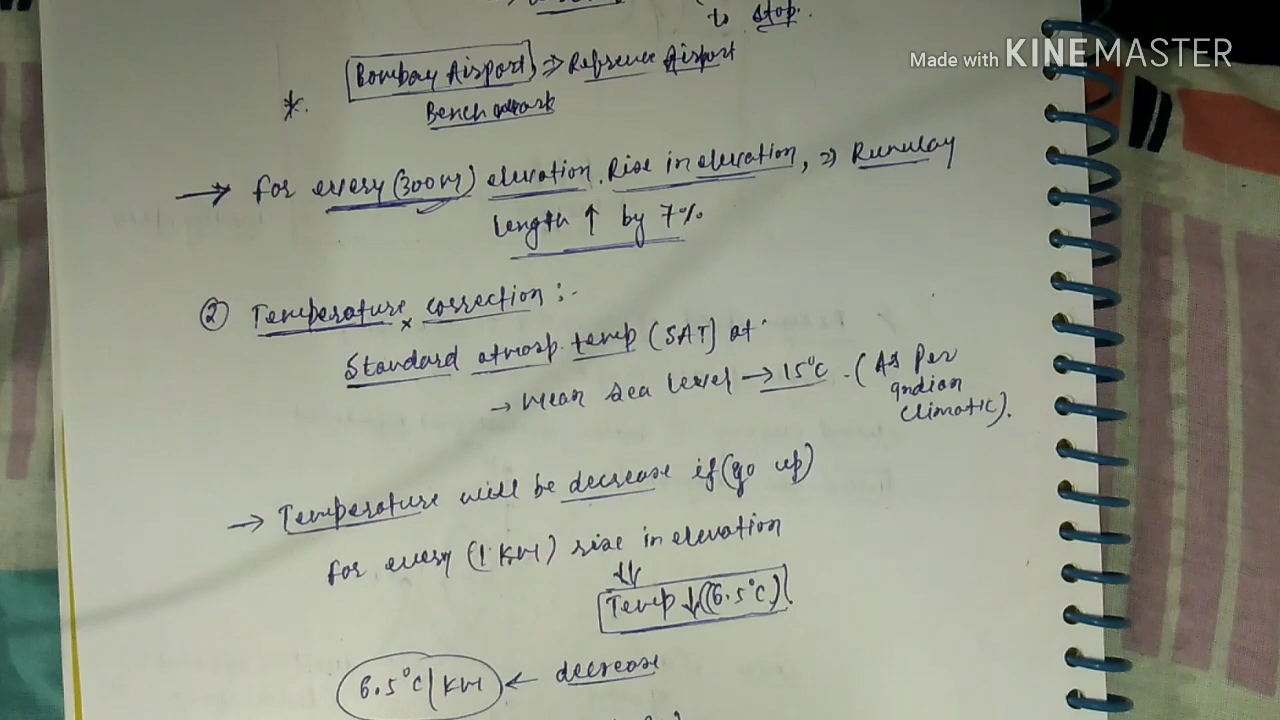 to stop.
Made with KINEMASTER
*. [Bombay Airport] ⇒ Refrence Airport
Bench mark
→ for every (300m) elevation. Rise in elevation, ⇒ Runway
length ↑ by 7%
② Temperature correction :-
Standard atmosp. temp (SAT) at
→ mean sea level → 15°C. (As Per
indian
climatic).
→ Temperature will be decrease if (go up)
for every (1 KM) rise in elevation
Temp ↓ (6.5°C)
6.5°C/KM ← decrease